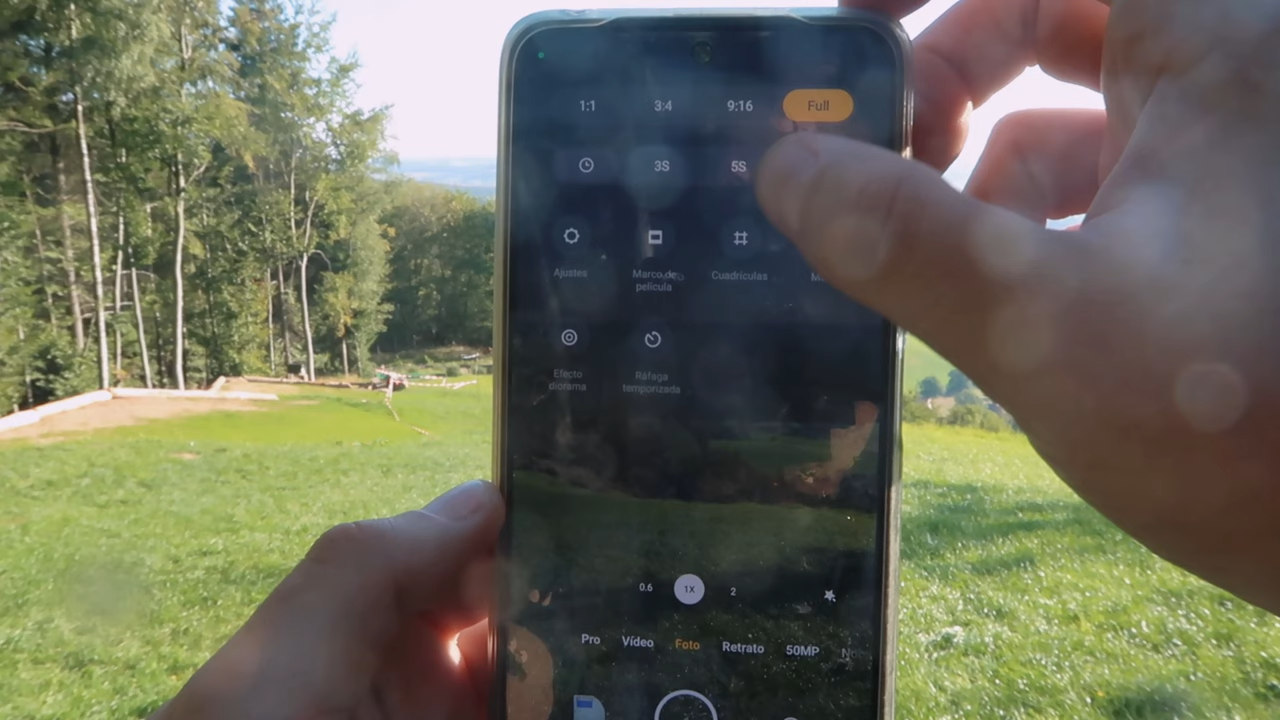 1:1 3:4 9:16 Full
3S 5S
Ajustes Marco de Cuadrículas
película
Efecto Ráfaga
diorama temporizada
0.6 1X 2
Pro Vídeo Foto Retrato 50MP